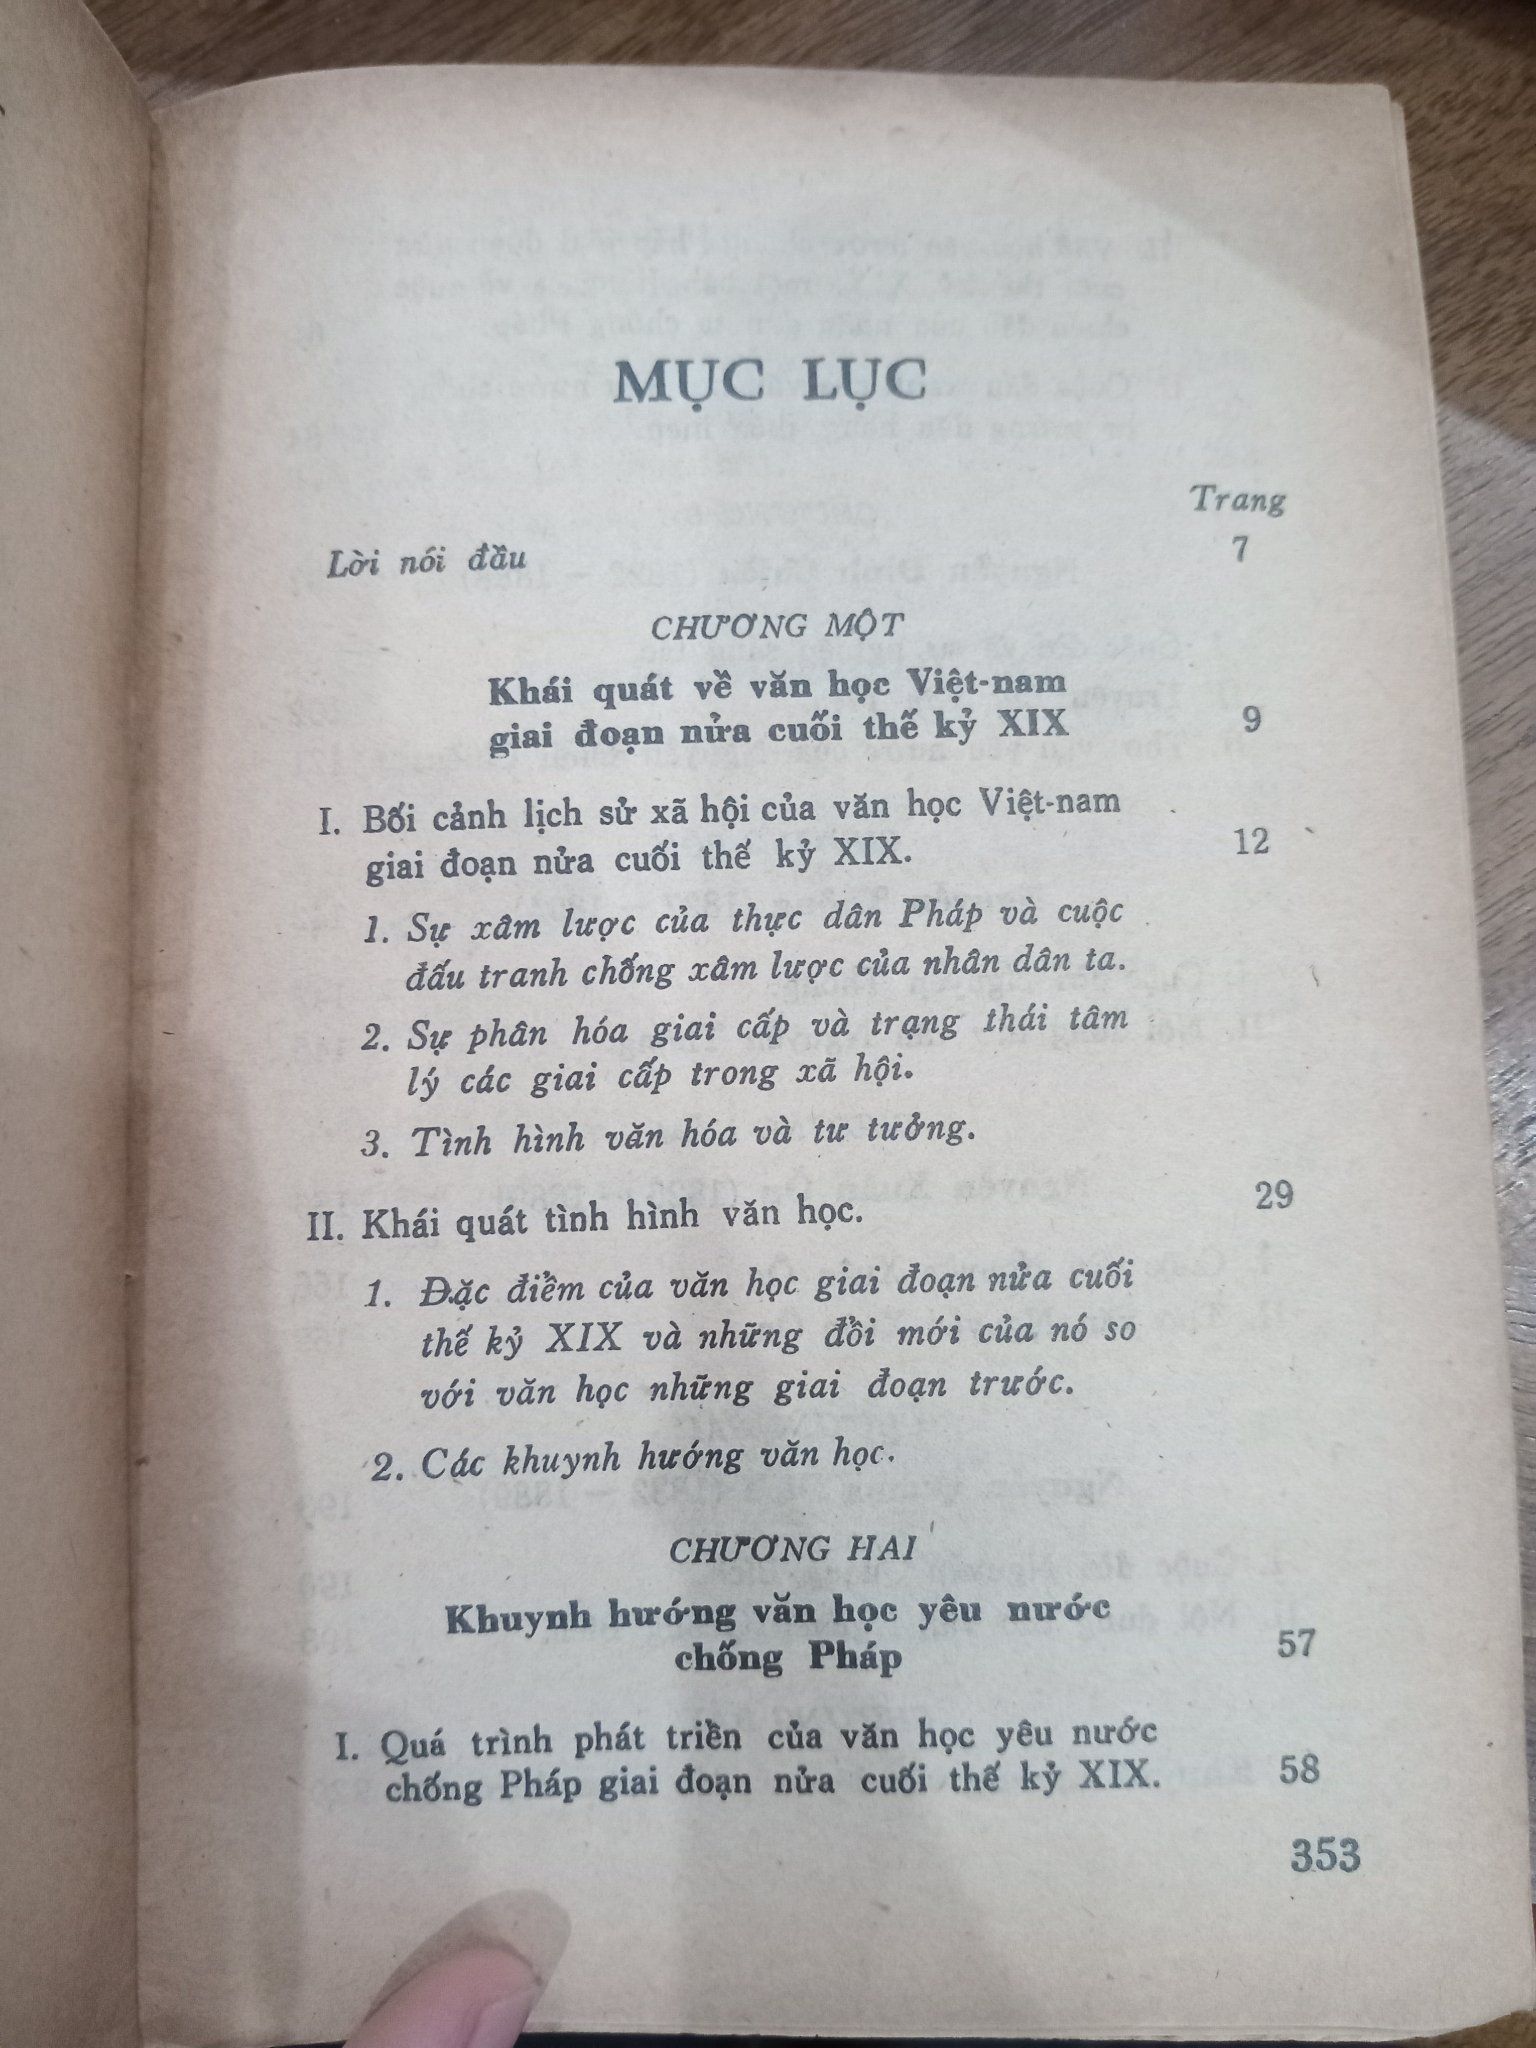 MỤC LỤC
Trang
Lời nói đầu 7
CHƯƠNG MỘT
Khái quát về văn học Việt-nam
giai đoạn nửa cuối thế kỷ XIX 9
I. Bối cảnh lịch sử xã hội của văn học Việt-nam
giai đoạn nửa cuối thế kỷ XIX. 12
1. Sự xâm lược của thực dân Pháp và cuộc
đấu tranh chống xâm lược của nhân dân ta.
2. Sự phân hóa giai cấp và trạng thái tâm
lý các giai cấp trong xã hội.
3. Tình hình văn hóa và tư tưởng.
II. Khái quát tình hình văn học. 29
1. Đặc điểm của văn học giai đoạn nửa cuối
thế kỷ XIX và những đổi mới của nó so
với văn học những giai đoạn trước.
2. Các khuynh hướng văn học.
CHƯƠNG HAI
Khuynh hướng văn học yêu nước
chống Pháp 57
I. Quá trình phát triển của văn học yêu nước
chống Pháp giai đoạn nửa cuối thế kỷ XIX. 58
353